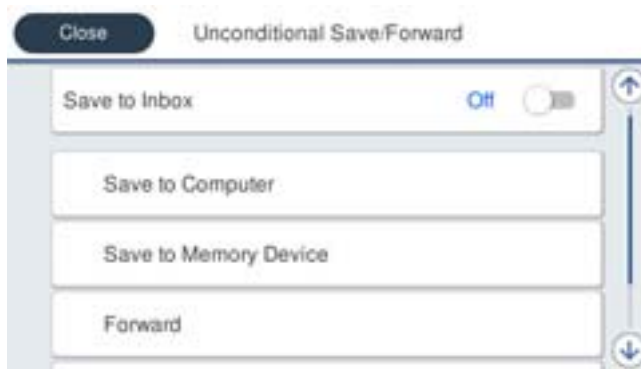 Close
Unconditional Save/Forward
Save to Inbox
Off
Save to Computer
Save to Memory Device
Forward